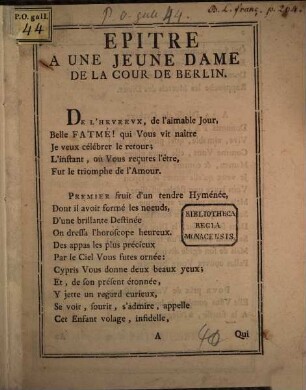 P.O. gall.
44
P.O. gall. 44.
B. L. franç. p. 204.
EPITRE
A UNE JEUNE DAME
DE LA COUR DE BERLIN.
DE L'HEUREUX, de l'aimable Jour,
Belle FATMÉ! qui Vous vit naître
Je veux célébrer le retour;
L'instant, où Vous reçutes l'être,
Fut le triomphe de l'Amour.
PREMIER fruit d'un tendre Hyménée,
Dont il avoit formé les nœuds,
D'une brillante Destinée
On dressa l'horoscope heureux.
Des appas les plus précieux
Par le Ciel Vous futes ornée:
Cypris Vous donne deux beaux yeux;
Et, de son présent étonnée,
Y jette un regard curieux,
Se voir, sourit, s'admire, appelle
Cet Enfant volage, infidelle,
BIBLIOTHECA
REGIA
MONACENSIS.
A
Qui